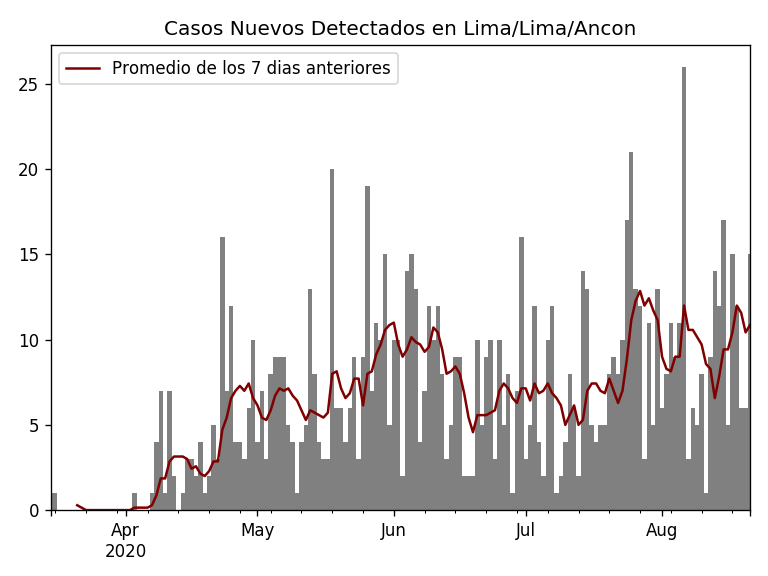 Casos Nuevos Detectados en Lima/Lima/Ancon
Promedio de los 7 dias anteriores
25
20
15
10
5
0
Apr
2020
May
Jun
Jul
Aug